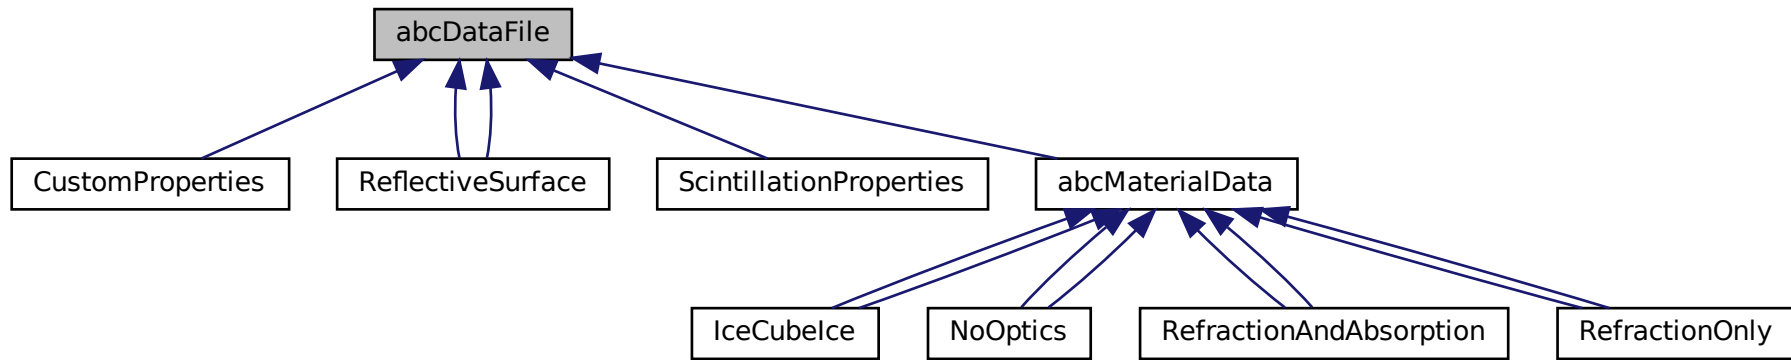 abcDataFile
CustomProperties
ReflectiveSurface
ScintillationProperties
abcMaterialData
IceCubeIce
NoOptics
RefractionAndAbsorption
RefractionOnly